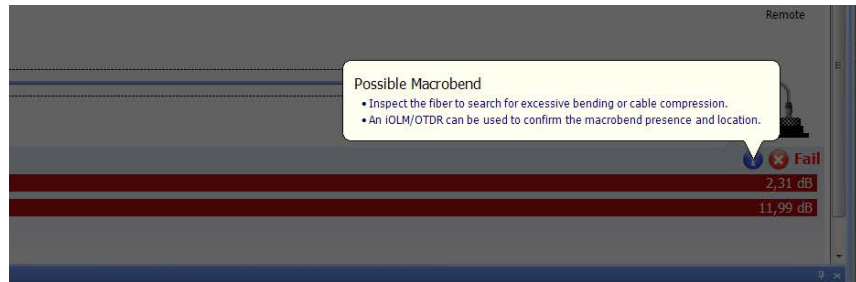 Remote
Possible Macrobend
• Inspect the fiber to search for excessive bending or cable compression.
• An iOLM/OTDR can be used to confirm the macrobend presence and location.
Fail
2,31 dB
11,99 dB